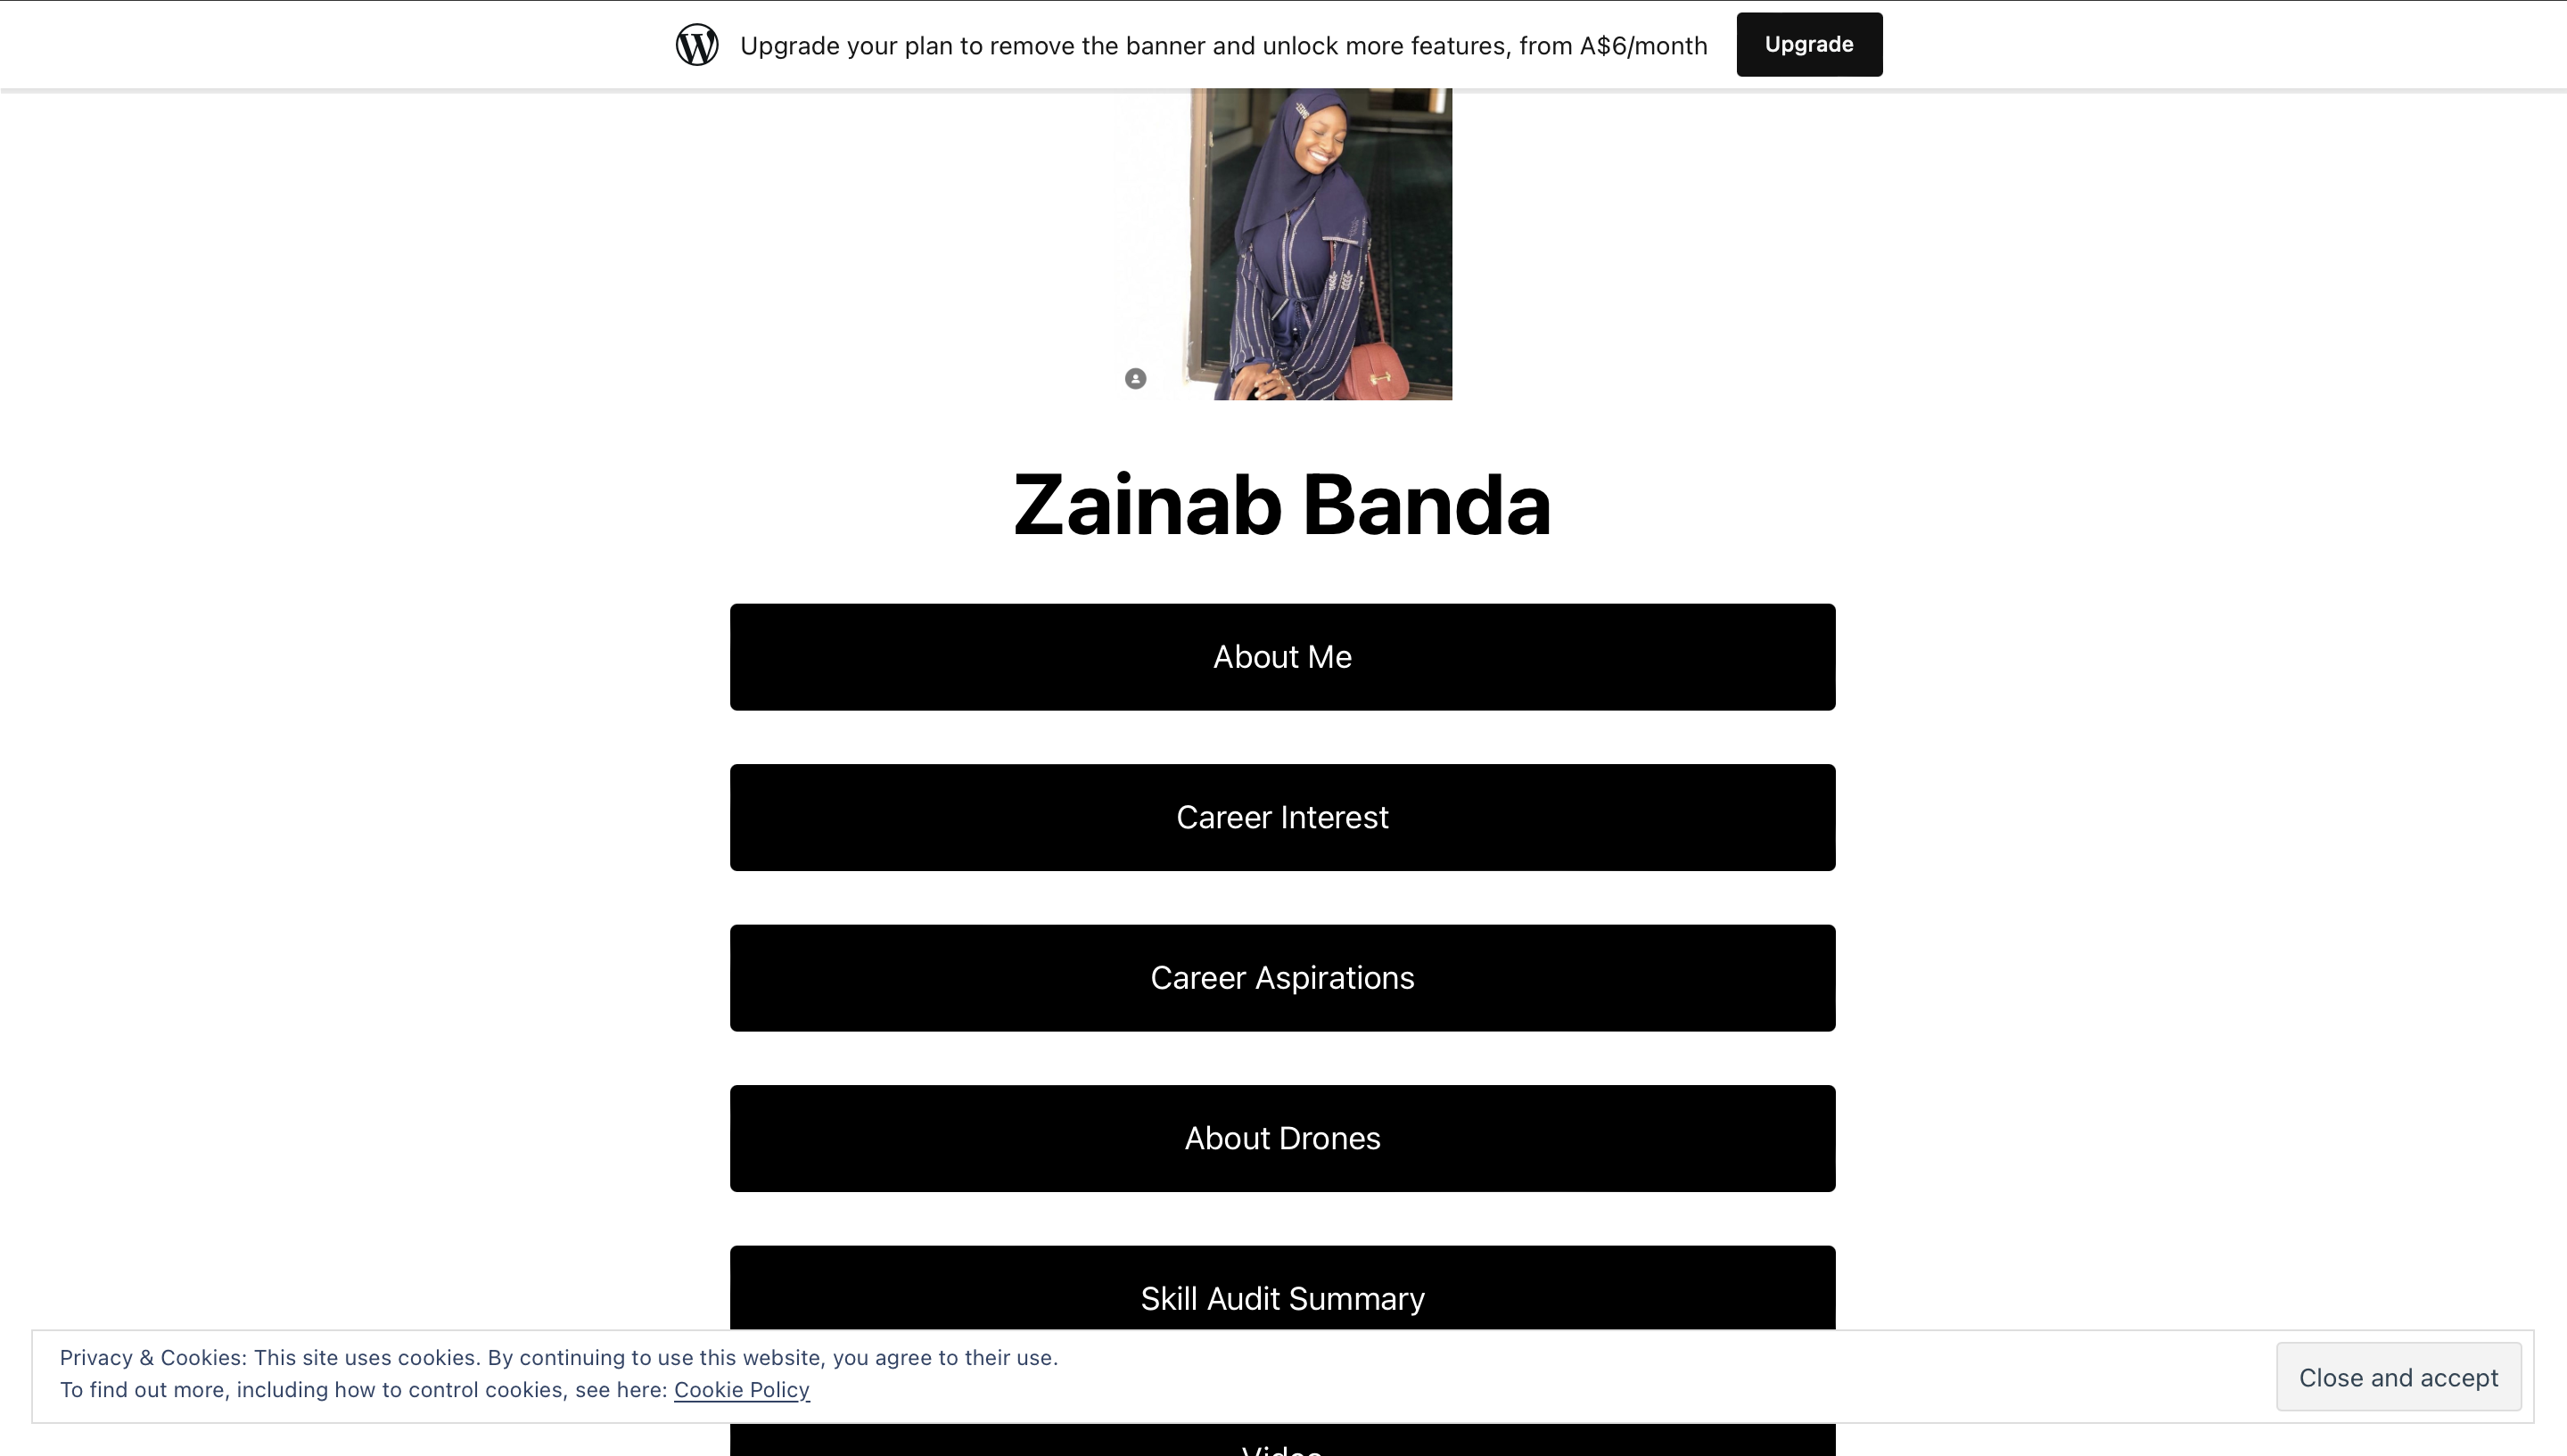 Upgrade your plan to remove the banner and unlock more features, from A$6/month
Upgrade
Zainab Banda
About Me
Career Interest
Career Aspirations
About Drones
Skill Audit Summary
Privacy & Cookies: This site uses cookies. By continuing to use this website, you agree to their use.
To find out more, including how to control cookies, see here: Cookie Policy
Close and accept
Video